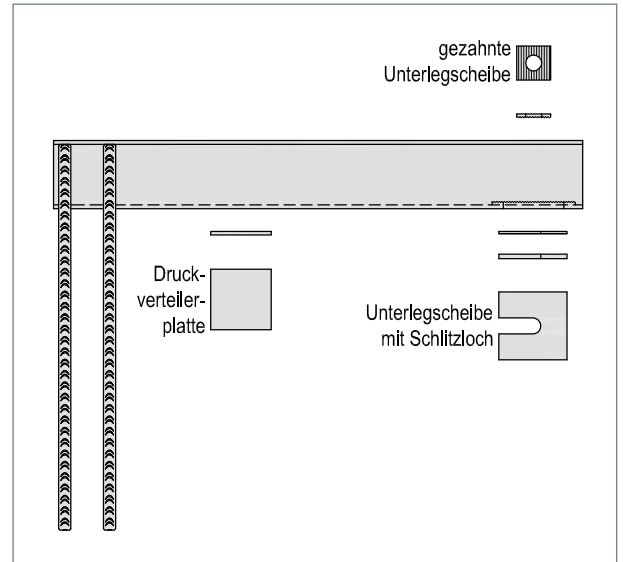 gezahnte
Unterlegscheibe
Druck-
verteiler-
platte
Unterlegscheibe
mit Schlitzloch